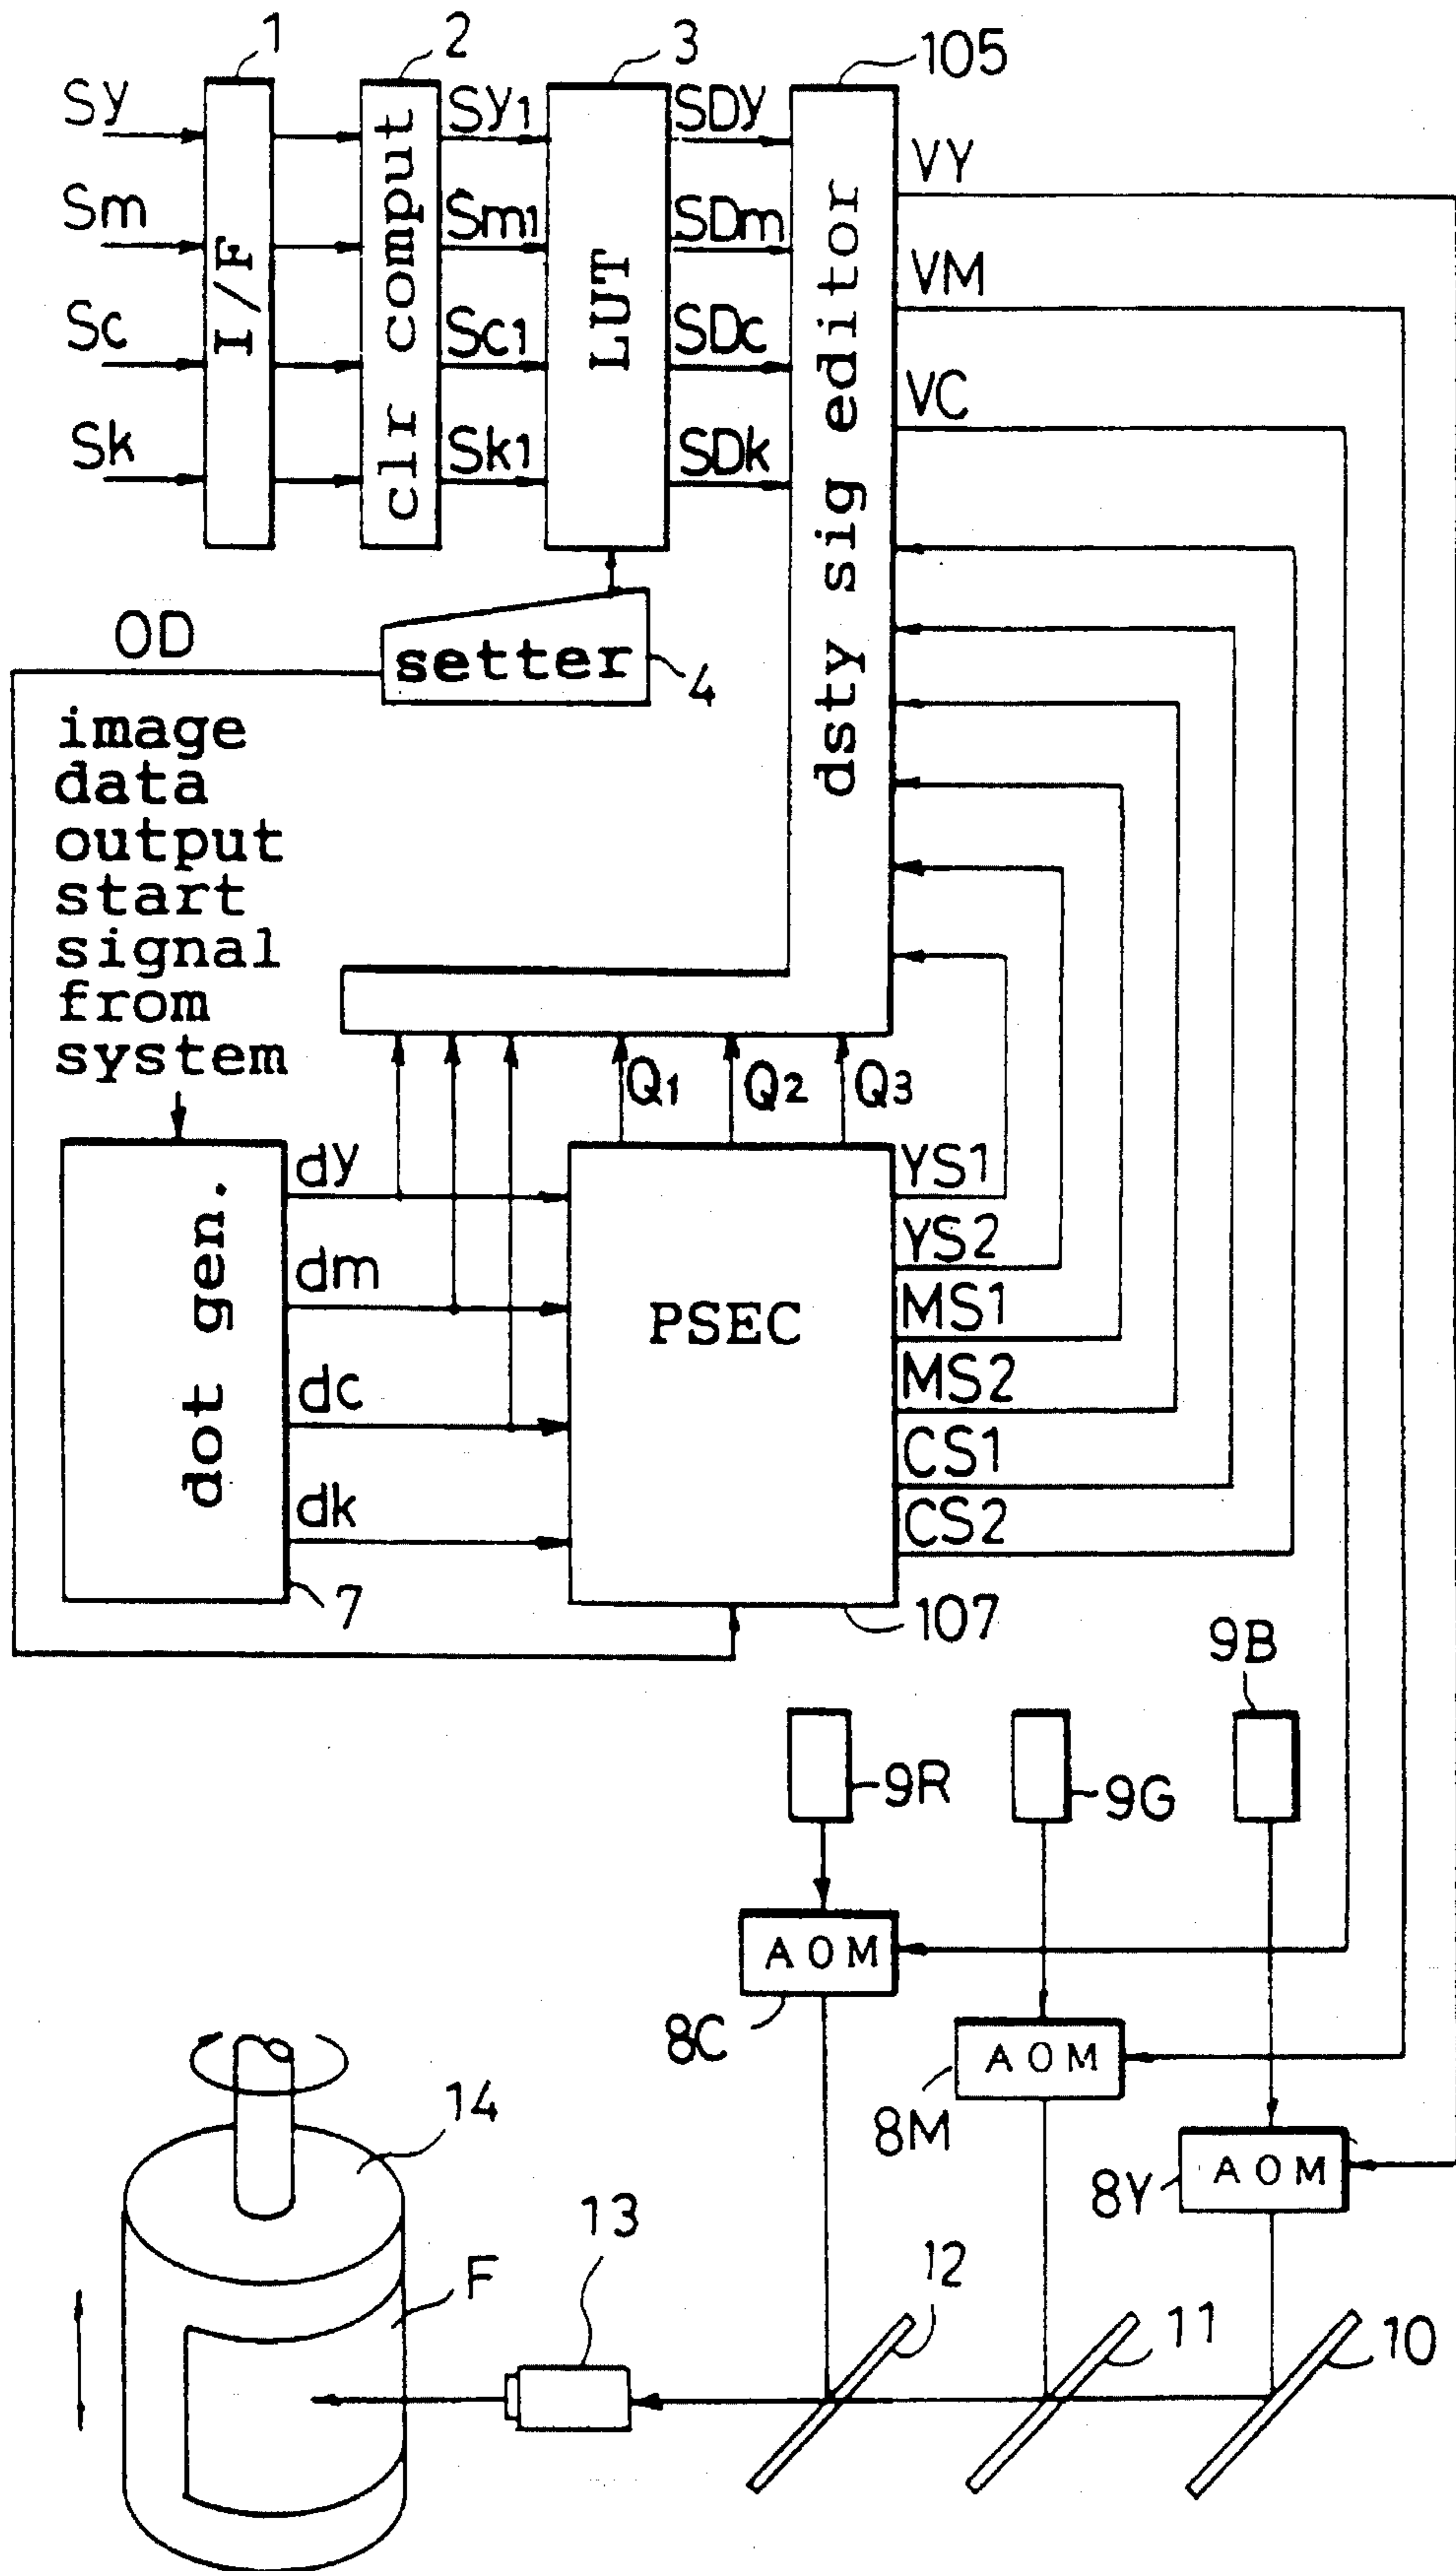 1
2
3
105
Sy
Sm
Sc
Sk
I/F
clr comput
Sy1
Sm1
Sc1
Sk1
LUT
SDy
SDm
SDc
SDk
dsty sig editor
VY
VM
VC
OD
setter
4
image
data
output
start
signal
from
system
Q1
Q2
Q3
dot gen.
dy
dm
dc
dk
7
PSEC
YS1
YS2
MS1
MS2
CS1
CS2
107
9B
9R
9G
AOM
8C
AOM
8M
AOM
8Y
14
13
F
12
11
10